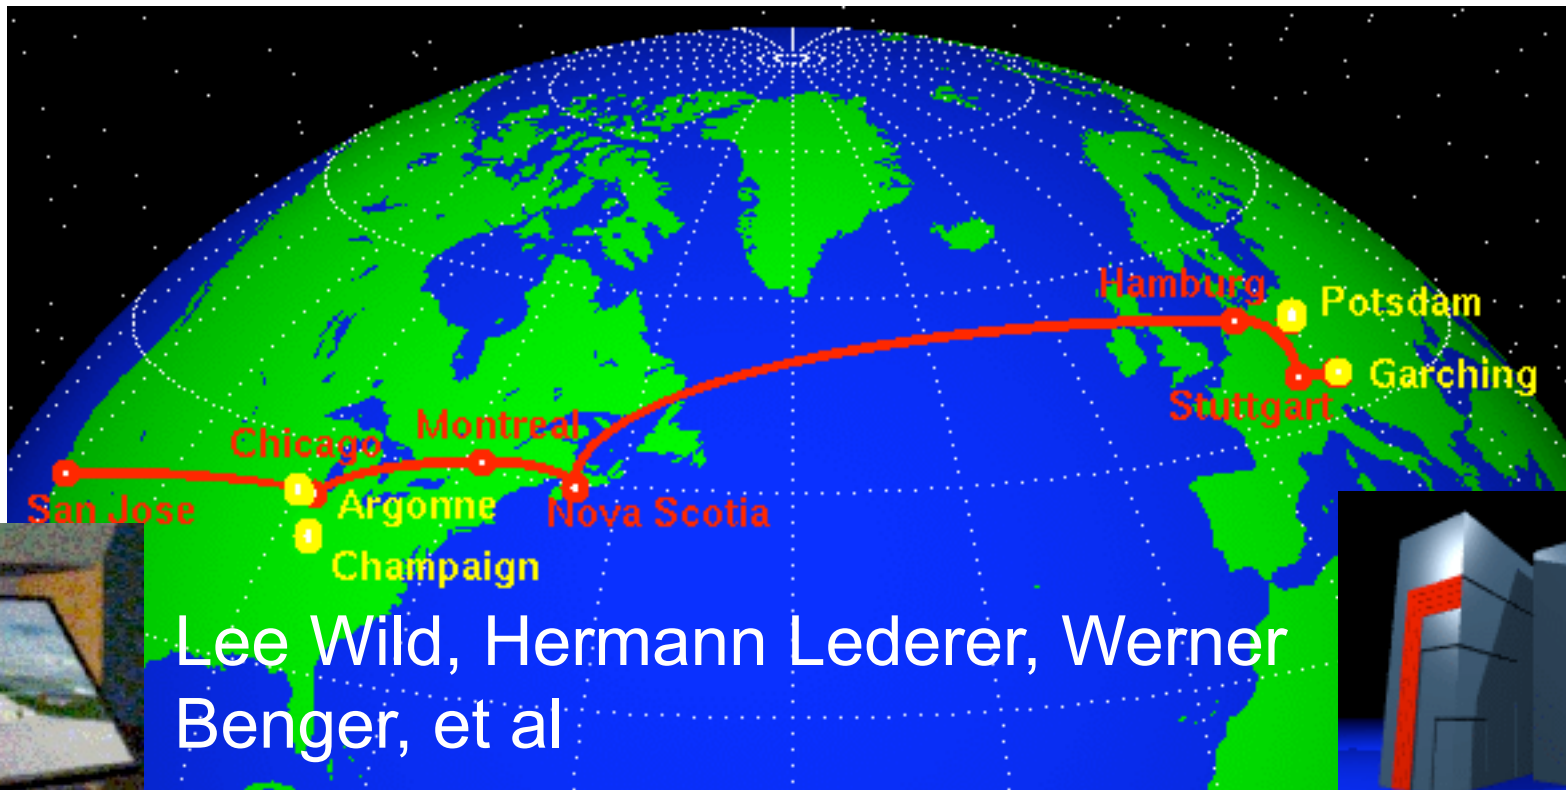 Hamburg
Potsdam
Garching
Stuttgart
Montreal
Chicago
Argonne
San Jose
Nova Scotia
Champaign
Lee Wild, Hermann Lederer, Werner
Benger, et al